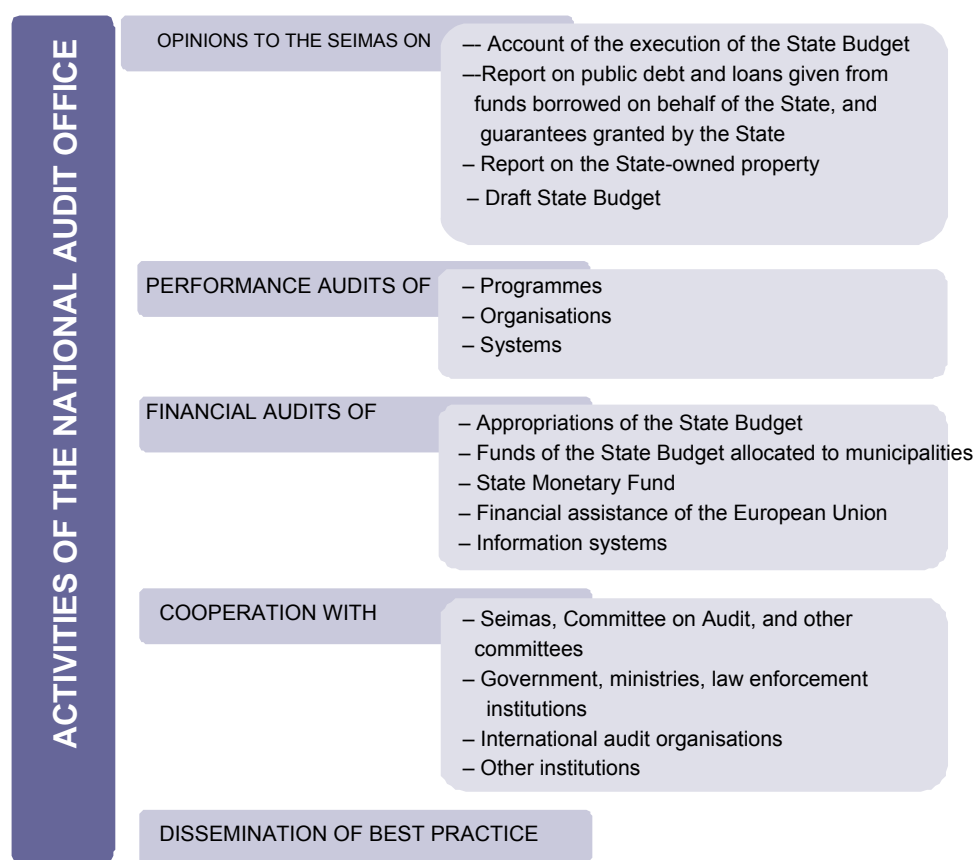 ACTIVITIES OF THE NATIONAL AUDIT OFFICE
OPINIONS TO THE SEIMAS ON
–- Account of the execution of the State Budget
–-Report on public debt and loans given from
funds borrowed on behalf of the State, and
guarantees granted by the State
– Report on the State-owned property
– Draft State Budget
PERFORMANCE AUDITS OF
– Programmes
– Organisations
– Systems
FINANCIAL AUDITS OF
– Appropriations of the State Budget
– Funds of the State Budget allocated to municipalities
– State Monetary Fund
– Financial assistance of the European Union
– Information systems
COOPERATION WITH
– Seimas, Committee on Audit, and other
committees
– Government, ministries, law enforcement
institutions
– International audit organisations
– Other institutions
DISSEMINATION OF BEST PRACTICE